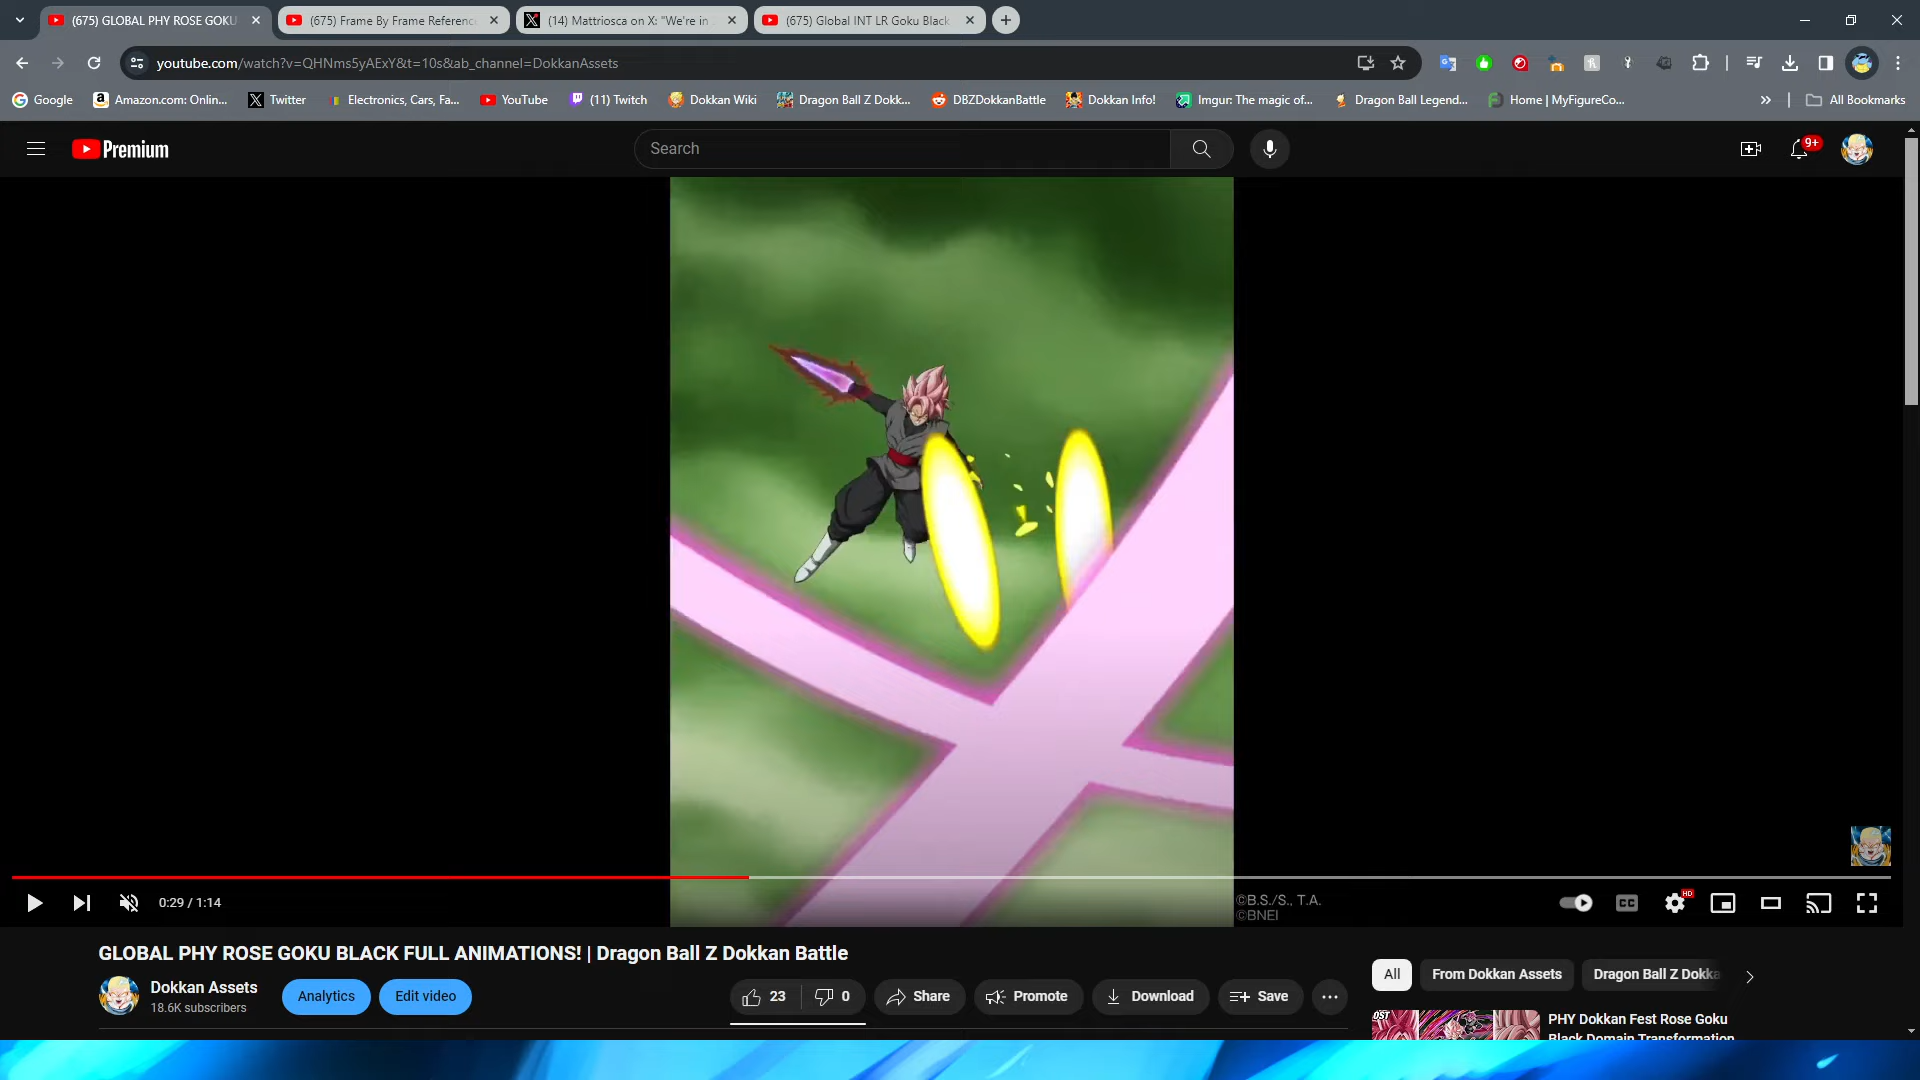 (675) GLOBAL PHY ROSE GOKU
(675) Frame By Frame Reference
(14) Mattriosca on X: "We're in
(675) Global INT LR Goku Black
youtube.com/watch?v=QHNms5yAExY&t=10s&ab_channel=DokkanAssets
Google
Amazon.com: Onlin...
Twitter
Electronics, Cars, Fa...
YouTube
(11) Twitch
Dokkan Wiki
Dragon Ball Z Dokk...
DBZDokkanBattle
Dokkan Info!
Imgur: The magic of...
Dragon Ball Legend...
Home | MyFigureCo...
All Bookmarks
Premium
Search
9+
©B.S./S., T.A.
©BNEI
0:29 / 1:14
CC
HD
GLOBAL PHY ROSE GOKU BLACK FULL ANIMATIONS! | Dragon Ball Z Dokkan Battle
Dokkan Assets
18.6K subscribers
Analytics
Edit video
23
0
Share
Promote
Download
Save
All
From Dokkan Assets
Dragon Ball Z Dokka
OST
PHY Dokkan Fest Rose Goku
Black Domain Transformation